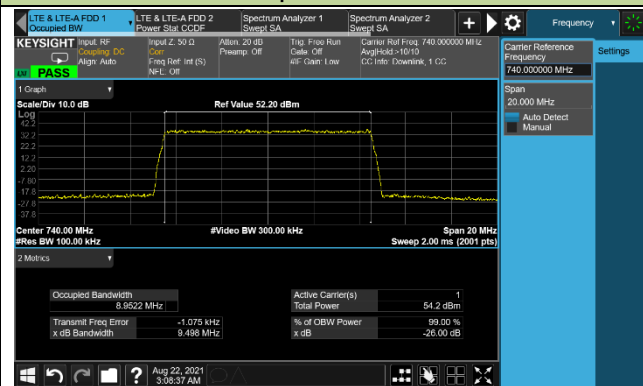 LTE & LTE-A FDD 1
Occupied BW
LTE & LTE-A FDD 2
Power Stat CCDF
Spectrum Analyzer 1
Swept SA
Spectrum Analyzer 2
Swept SA
Frequency
KEYSIGHT
Input: RF
Coupling: DC
Align: Auto
Input Z: 50 Ω
Corr
Freq Ref: Int (S)
NFE: Off
Atten: 20 dB
Preamp: Off
Trig: Free Run
Gate: Off
#IF Gain: Low
Carrier Ref Freq: 740.000000 MHz
Avg|Hold:>10/10
CC Info: Downlink, 1 CC
PASS
Carrier Reference
Frequency
740.000000 MHz
Settings
Span
20.000 MHz
Auto Detect
Manual
1 Graph
Scale/Div 10.0 dB
Ref Value 52.20 dBm
Log
42.2
32.2
22.2
12.2
2.20
-7.80
-17.8
-27.8
-37.8
Center 740.00 MHz
#Video BW 300.00 kHz
Span 20 MHz
#Res BW 100.00 kHz
Sweep 2.00 ms (2001 pts)
2 Metrics
Occupied Bandwidth
8.9522 MHz
Active Carrier(s) 1
Total Power 54.2 dBm
Transmit Freq Error -1.075 kHz
x dB Bandwidth 9.498 MHz
% of OBW Power 99.00 %
x dB -26.00 dB
?
Aug 22, 2021
3:08:37 AM